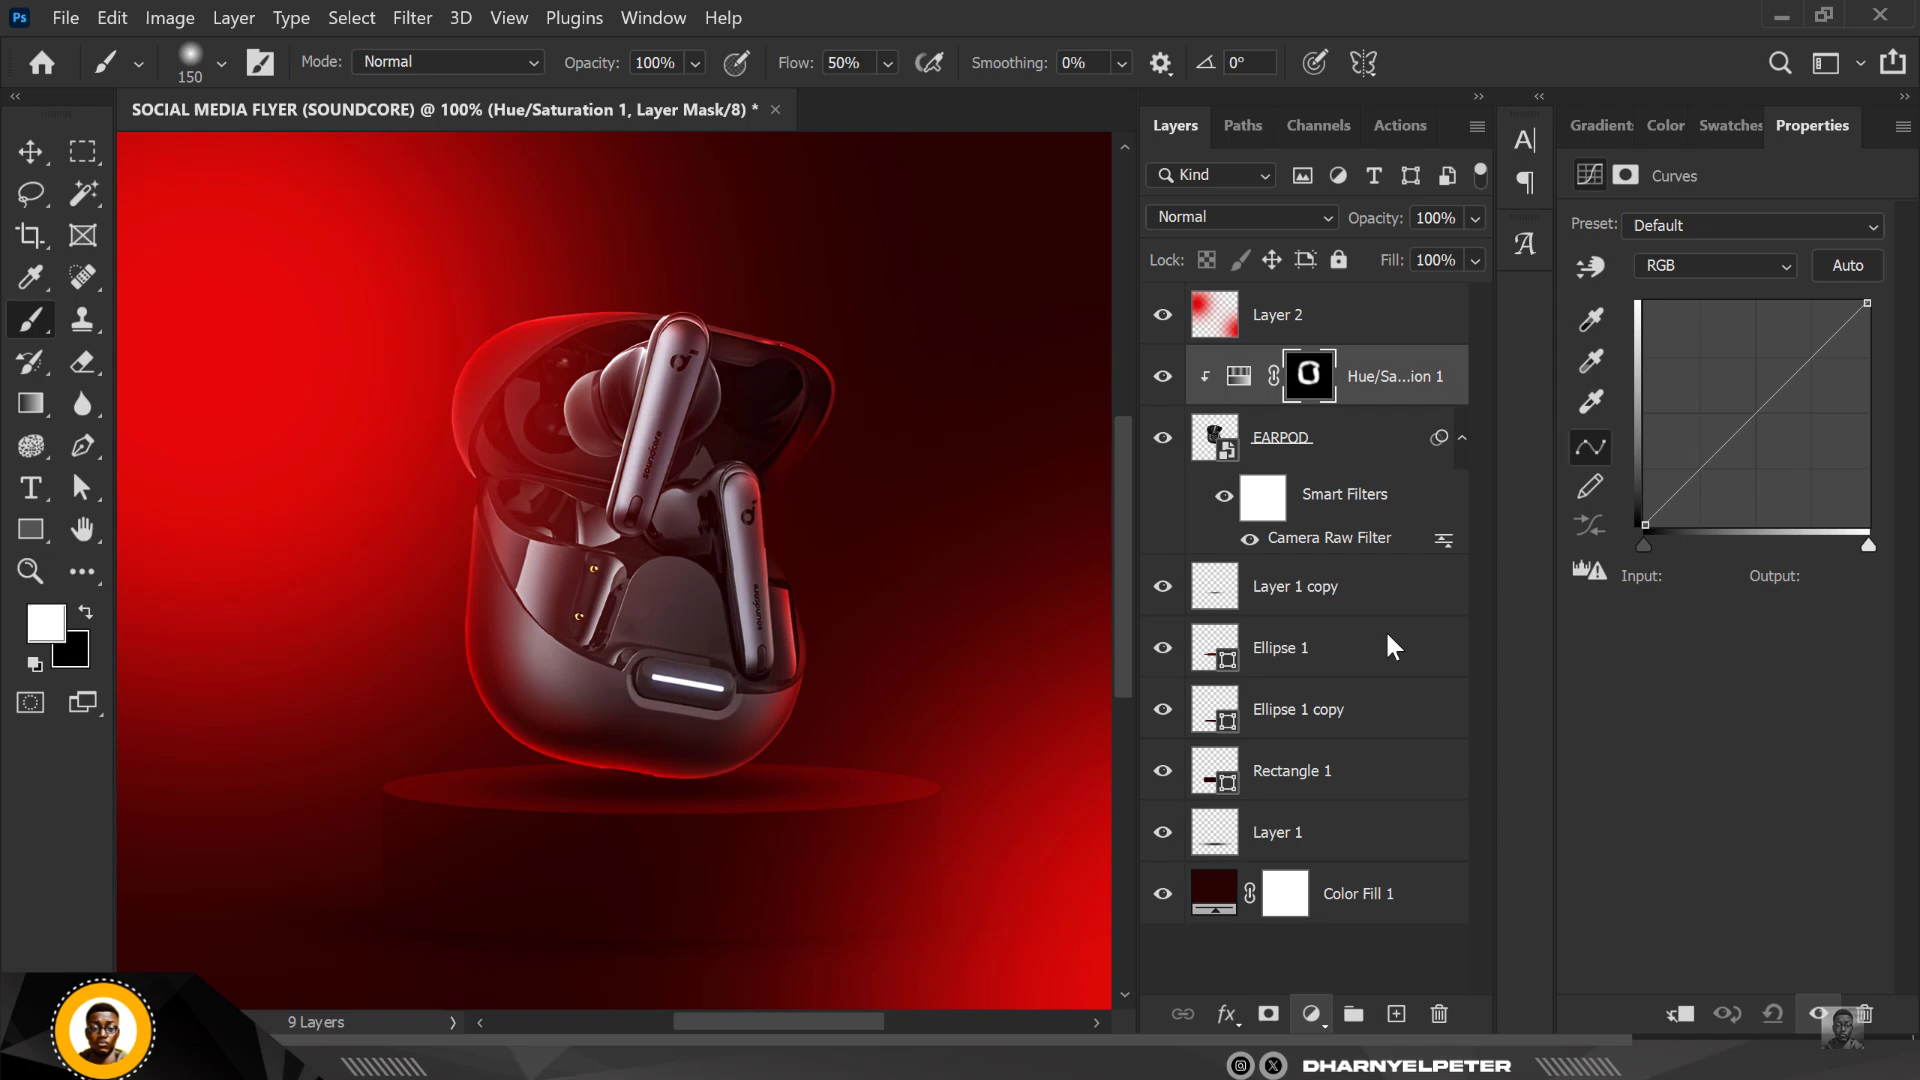 Ps File Edit Image Layer Type Select Filter 3D View Plugins Window Help
150 Mode: Normal Opacity: 100% Flow: 50% Smoothing: 0% 0°
SOCIAL MEDIA FLYER (SOUNDCORE) @ 100% (Hue/Saturation 1, Layer Mask/8) *
Layers Paths Channels Actions
Kind
Normal Opacity: 100%
Lock: Fill: 100%
Layer 2
Hue/Sa...ion 1
EARPOD
Smart Filters
Camera Raw Filter
Layer 1 copy
Ellipse 1
Ellipse 1 copy
Rectangle 1
Layer 1
Color Fill 1
Gradient Color Swatches Properties
Curves
Preset: Default
RGB Auto
Input: Output:
soundcore
soundcore
9 Layers
fx
DHARNYELPETER